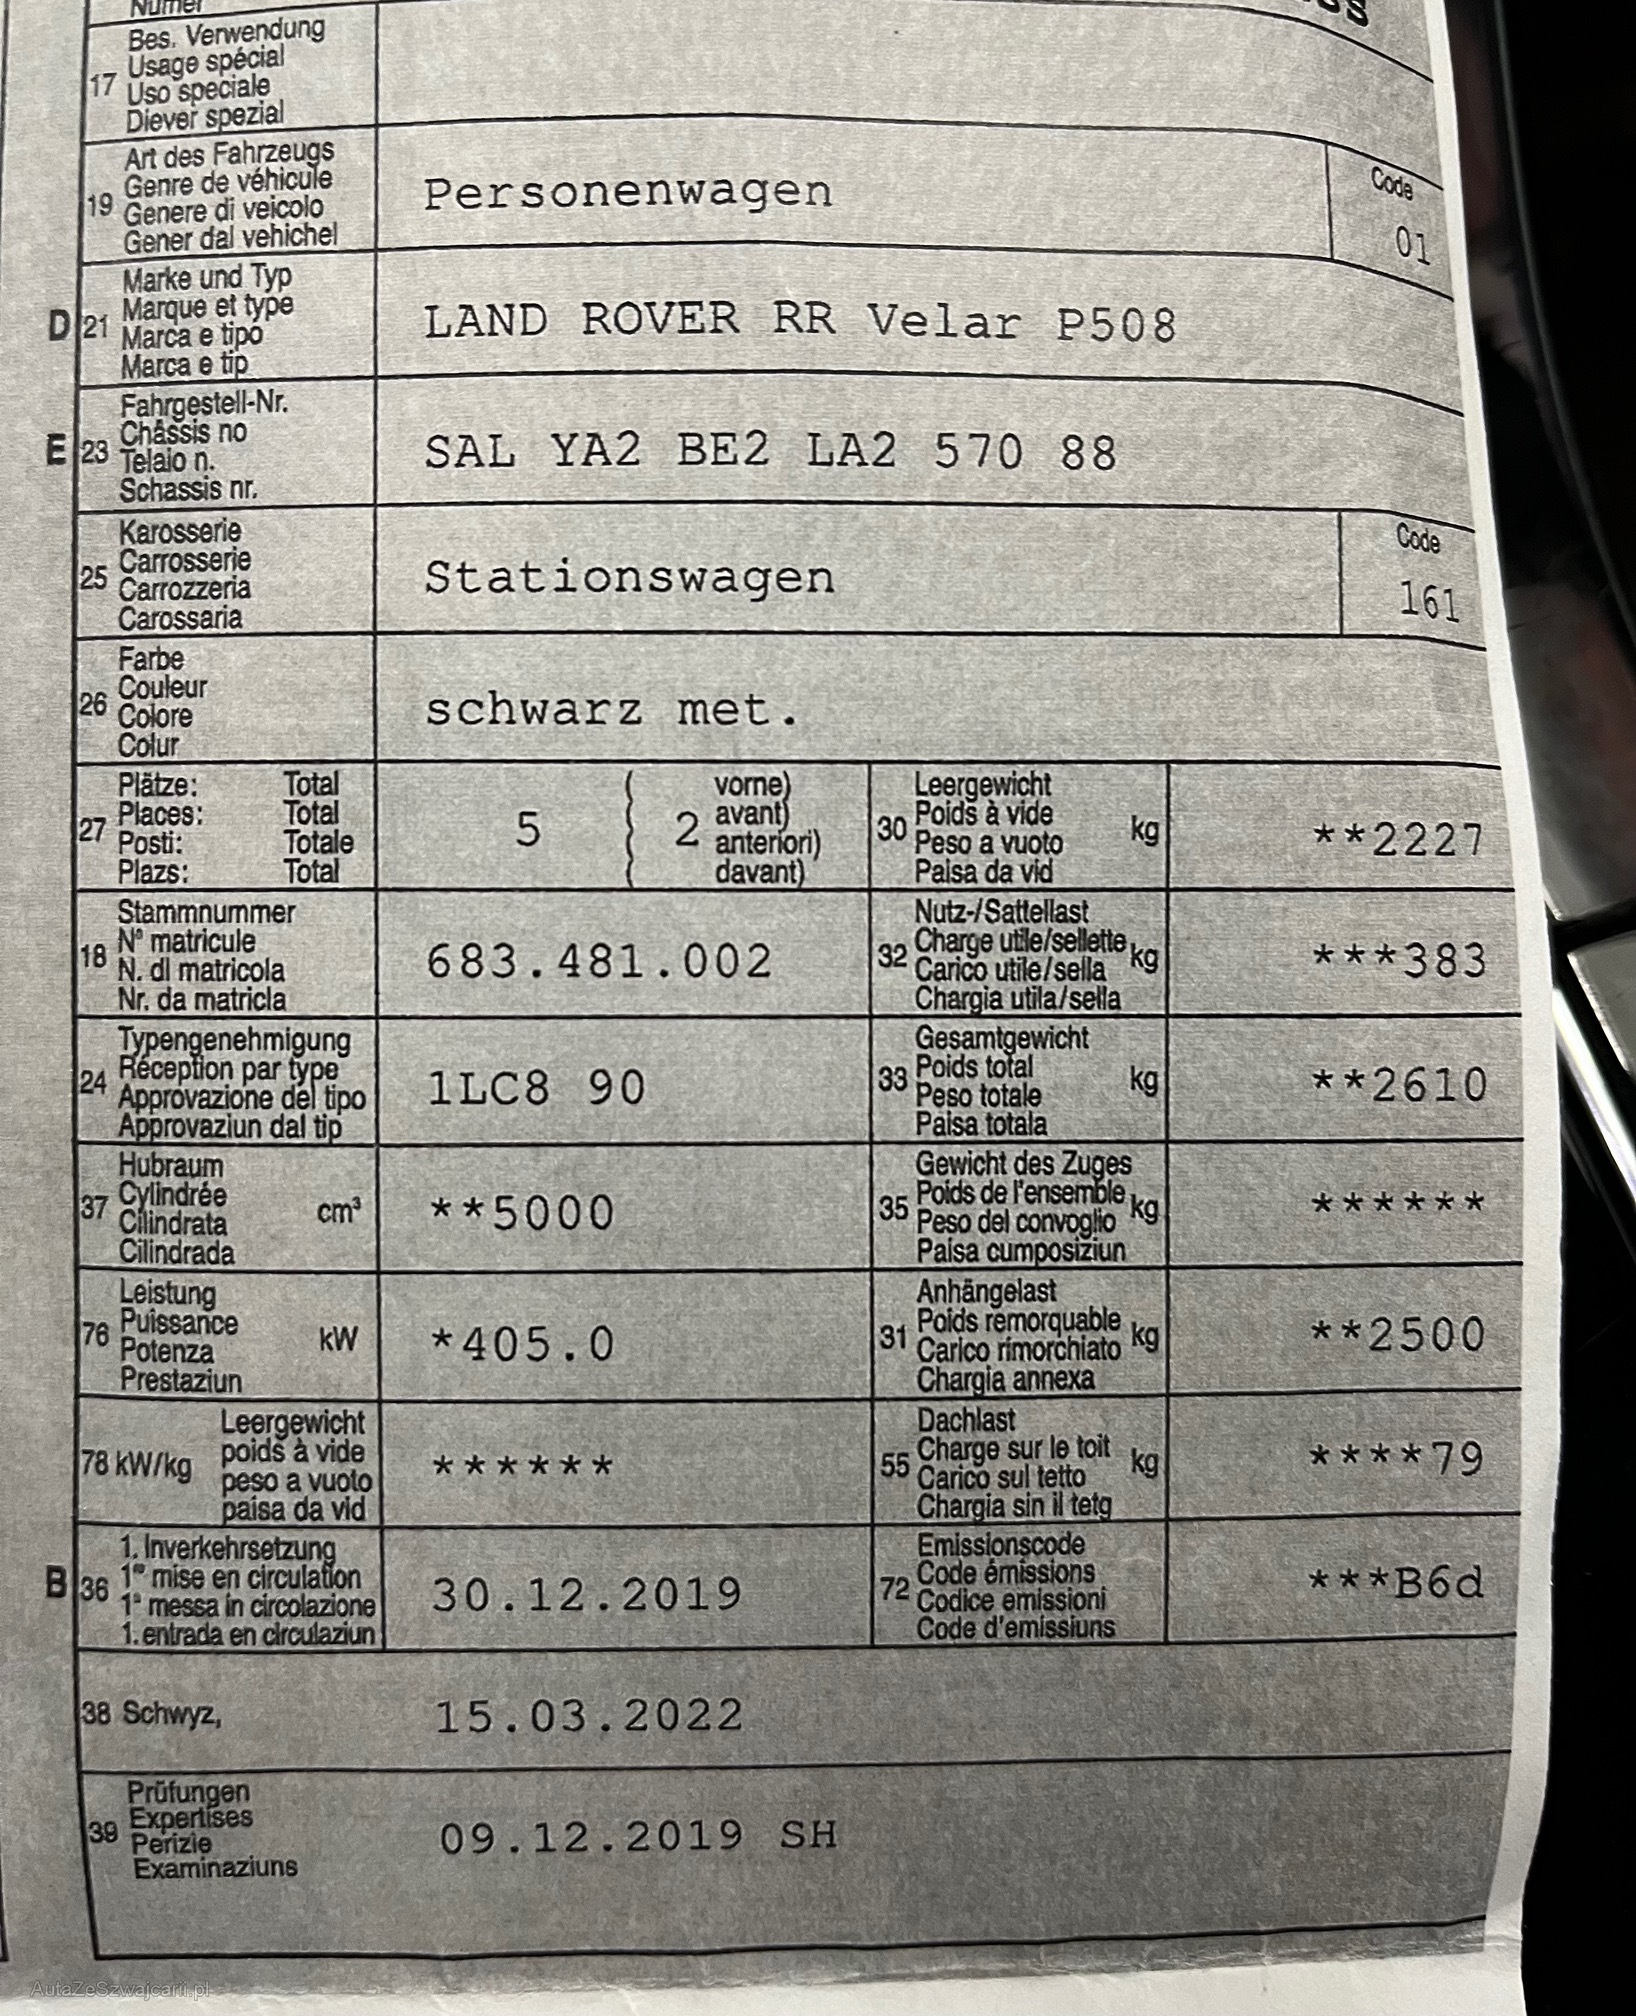 Numer
17 Bes. Verwendung
Usage spécial
Uso speciale
Diever spezial
19 Art des Fahrzeugs
Genre de véhicule
Genere di veicolo
Gener dal vehichel
Personenwagen
Code
01
D 21 Marke und Typ
Marque et type
Marca e tipo
Marca e tip
LAND ROVER RR Velar P508
E 23 Fahrgestell-Nr.
Châssis no
Telaio n.
Schassis nr.
SAL YA2 BE2 LA2 570 88
25 Karosserie
Carrosserie
Carrozzeria
Carossaria
Stationswagen
Code
161
26 Farbe
Couleur
Colore
Colur
schwarz met.
27 Plätze: Total
Places: Total
Posti: Totale
Plazs: Total
5 ( 2 vorne)
avant)
anteriori)
davant)
30 Leergewicht
Poids à vide
Peso a vuoto
Paisa da vid
kg
**2227
18 Stammnummer
N° matricule
N. di matricola
Nr. da matricla
683.481.002
32 Nutz-/Sattellast
Charge utile/sellette
Carico utile/sella
Chargia utila/sella
kg
***383
24 Typengenehmigung
Réception par type
Approvazione del tipo
Approvaziun dal tip
1LC8 90
33 Gesamtgewicht
Poids total
Peso totale
Paisa totala
kg
**2610
37 Hubraum
Cylindrée
Cilindrata
Cilindrada
cm³
**5000
35 Gewicht des Zuges
Poids de l'ensemble
Peso del convoglio
Paisa cumposiziun
kg
******
76 Leistung
Puissance
Potenza
Prestaziun
kW
*405.0
31 Anhängelast
Poids remorquable
Carico rimorchiato
Chargia annexa
kg
**2500
78 kW/kg Leergewicht
poids à vide
peso a vuoto
paisa da vid
******
55 Dachlast
Charge sur le toit
Carico sul tetto
Chargia sin il tetg
kg
****79
B 36 1. Inverkehrsetzung
1re mise en circulation
1a messa in circolazione
1. entrada en circulaziun
30.12.2019
72 Emissionscode
Code émissions
Codice emissioni
Code d'emissiuns
***B6d
38 Schwyz,
15.03.2022
39 Prüfungen
Expertises
Perizie
Examinaziuns
09.12.2019 SH
AutaZeSzwajcarii.pl